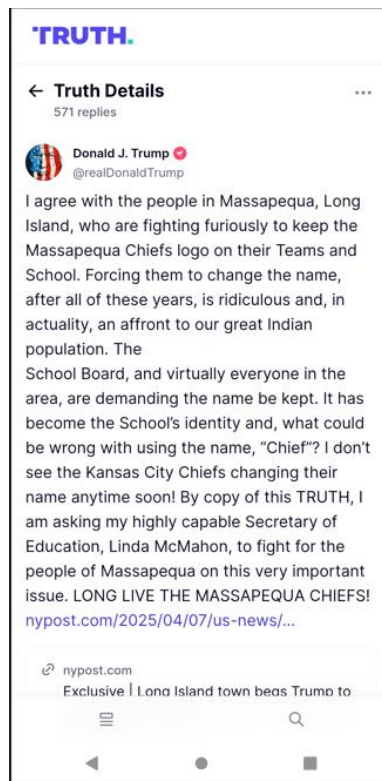 TRUTH.
← Truth Details
571 replies
Donald J. Trump
@realDonaldTrump
I agree with the people in Massapequa, Long
Island, who are fighting furiously to keep the
Massapequa Chiefs logo on their Teams and
School. Forcing them to change the name,
after all of these years, is ridiculous and, in
actuality, an affront to our great Indian
population. The
School Board, and virtually everyone in the
area, are demanding the name be kept. It has
become the School's identity and, what could
be wrong with using the name, “Chief”? I don’t
see the Kansas City Chiefs changing their
name anytime soon! By copy of this TRUTH, I
am asking my highly capable Secretary of
Education, Linda McMahon, to fight for the
people of Massapequa on this very important
issue. LONG LIVE THE MASSAPEQUA CHIEFS!
nypost.com/2025/04/07/us-news/...
nypost.com
Exclusive | Long Island town begs Trump to